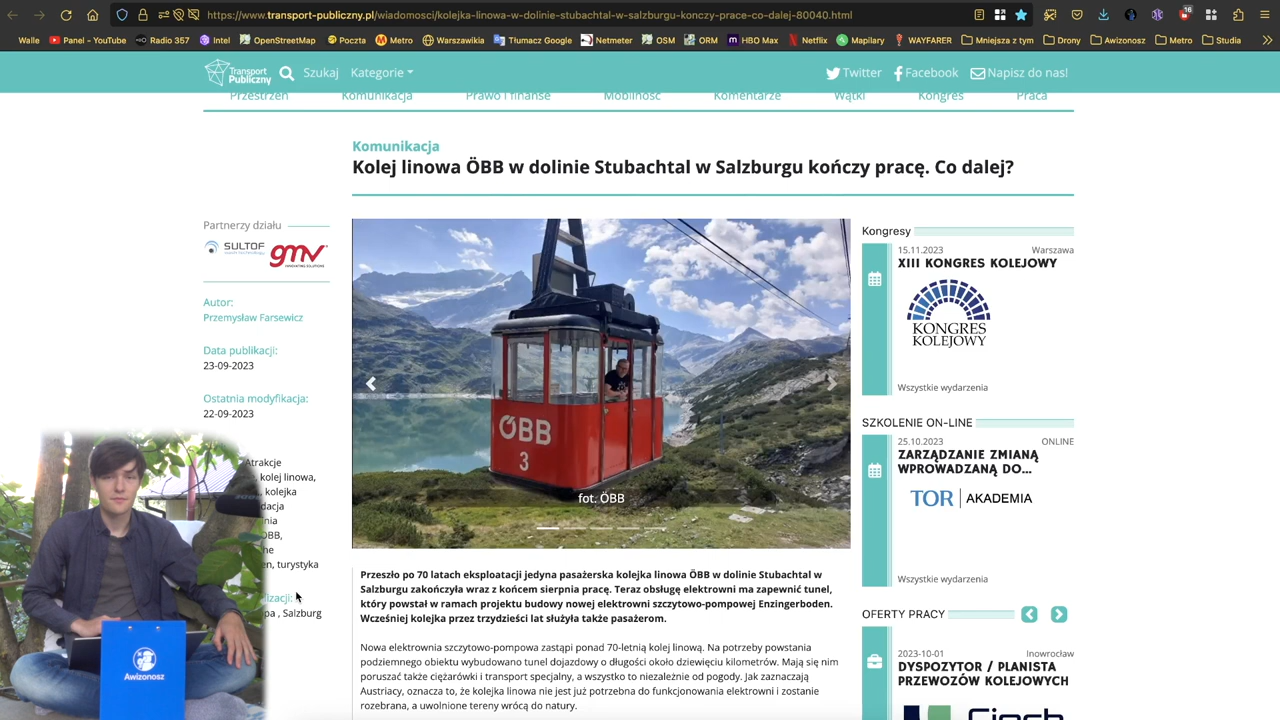 https://www.transport-publiczny.pl/wiadomosci/kolejka-linowa-w-dolinie-stubachtal-w-salzburgu-konczy-prace-co-dalej-80040.html
16
Walle Panel - YouTube Radio 357 Intel OpenStreetMap Poczta Metro Warszawikia Tłumacz Google Netmeter OSM ORM HBO Max Netflix Mapilary WAYFARER Mniejsza z tym Drony Awizonosz Metro Studia
Transport Publiczny Szukaj Kategorie Twitter Facebook Napisz do nas!
Przestrzeń Komunikacja Prawo i finanse Mobilność Komentarze Wątki Kongres Praca
Komunikacja
Kolej linowa ÖBB w dolinie Stubachtal w Salzburgu kończy pracę. Co dalej?
Partnerzy działu
SULTOF
gmv
INNOVATING SOLUTIONS
Autor:
Przemysław Farsewicz
Data publikacji:
23-09-2023
Ostatnia modyfikacja:
22-09-2023
Atrakcje
, kolej linowa,
, kolejka
dacja
nia
ÖBB,
ne
en, turystyka
izacji:
pa , Salzburg
Awizonosz
ÖBB
3
fot. ÖBB
Przeszło po 70 latach eksploatacji jedyna pasażerska kolejka linowa ÖBB w dolinie Stubachtal w
Salzburgu zakończyła wraz z końcem sierpnia pracę. Teraz obsługę elektrowni ma zapewnić tunel,
który powstał w ramach projektu budowy nowej elektrowni szczytowo-pompowej Enzingerboden.
Wcześniej kolejka przez trzydzieści lat służyła także pasażerom.
Nowa elektrownia szczytowo-pompowa zastąpi ponad 70-letnią kolej linową. Na potrzeby powstania
podziemnego obiektu wybudowano tunel dojazdowy o długości około dziewięciu kilometrów. Mają się nim
poruszać także ciężarówki i transport specjalny, a wszystko to niezależnie od pogody. Jak zaznaczają
Austriacy, oznacza to, że kolejka linowa nie jest już potrzebna do funkcjonowania elektrowni i zostanie
rozebrana, a uwolnione tereny wrócą do natury.
Kongresy
15.11.2023 Warszawa
XIII KONGRES KOLEJOWY
KONGRES
KOLEJOWY
Wszystkie wydarzenia
SZKOLENIE ON-LINE
25.10.2023 ONLINE
ZARZĄDZANIE ZMIANĄ
WPROWADZANĄ DO...
TOR AKADEMIA
Wszystkie wydarzenia
OFERTY PRACY
2023-10-01 Inowrocław
DYSPOZYTOR / PLANISTA
PRZEWOZÓW KOLEJOWYCH